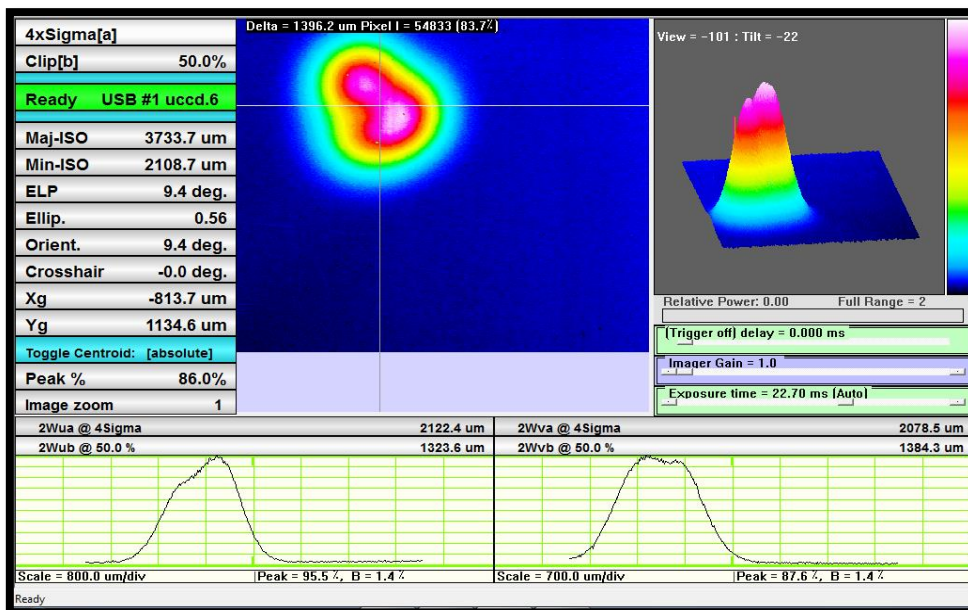 4xSigma[a]
Clip[b] 50.0%
Ready USB #1 uccd.6
Maj-ISO 3733.7 um
Min-ISO 2108.7 um
ELP 9.4 deg.
Ellip. 0.56
Orient. 9.4 deg.
Crosshair -0.0 deg.
Xg -813.7 um
Yg 1134.6 um
Toggle Centroid: [absolute]
Peak % 86.0%
Image zoom 1
Delta = 1396.2 um Pixel I = 54833 (83.7%)
View = -101 : Tilt = -22
Relative Power: 0.00 Full Range = 2
(Trigger off) delay = 0.000 ms
Imager Gain = 1.0
Exposure time = 22.70 ms (Auto)
2Wua @ 4Sigma 2122.4 um
2Wub @ 50.0 % 1323.6 um
Scale = 800.0 um/div Peak = 95.5 %, B = 1.4 %
2Wva @ 4Sigma 2078.5 um
2Wvb @ 50.0 % 1384.3 um
Scale = 700.0 um/div Peak = 87.6 %, B = 1.4 %
Ready